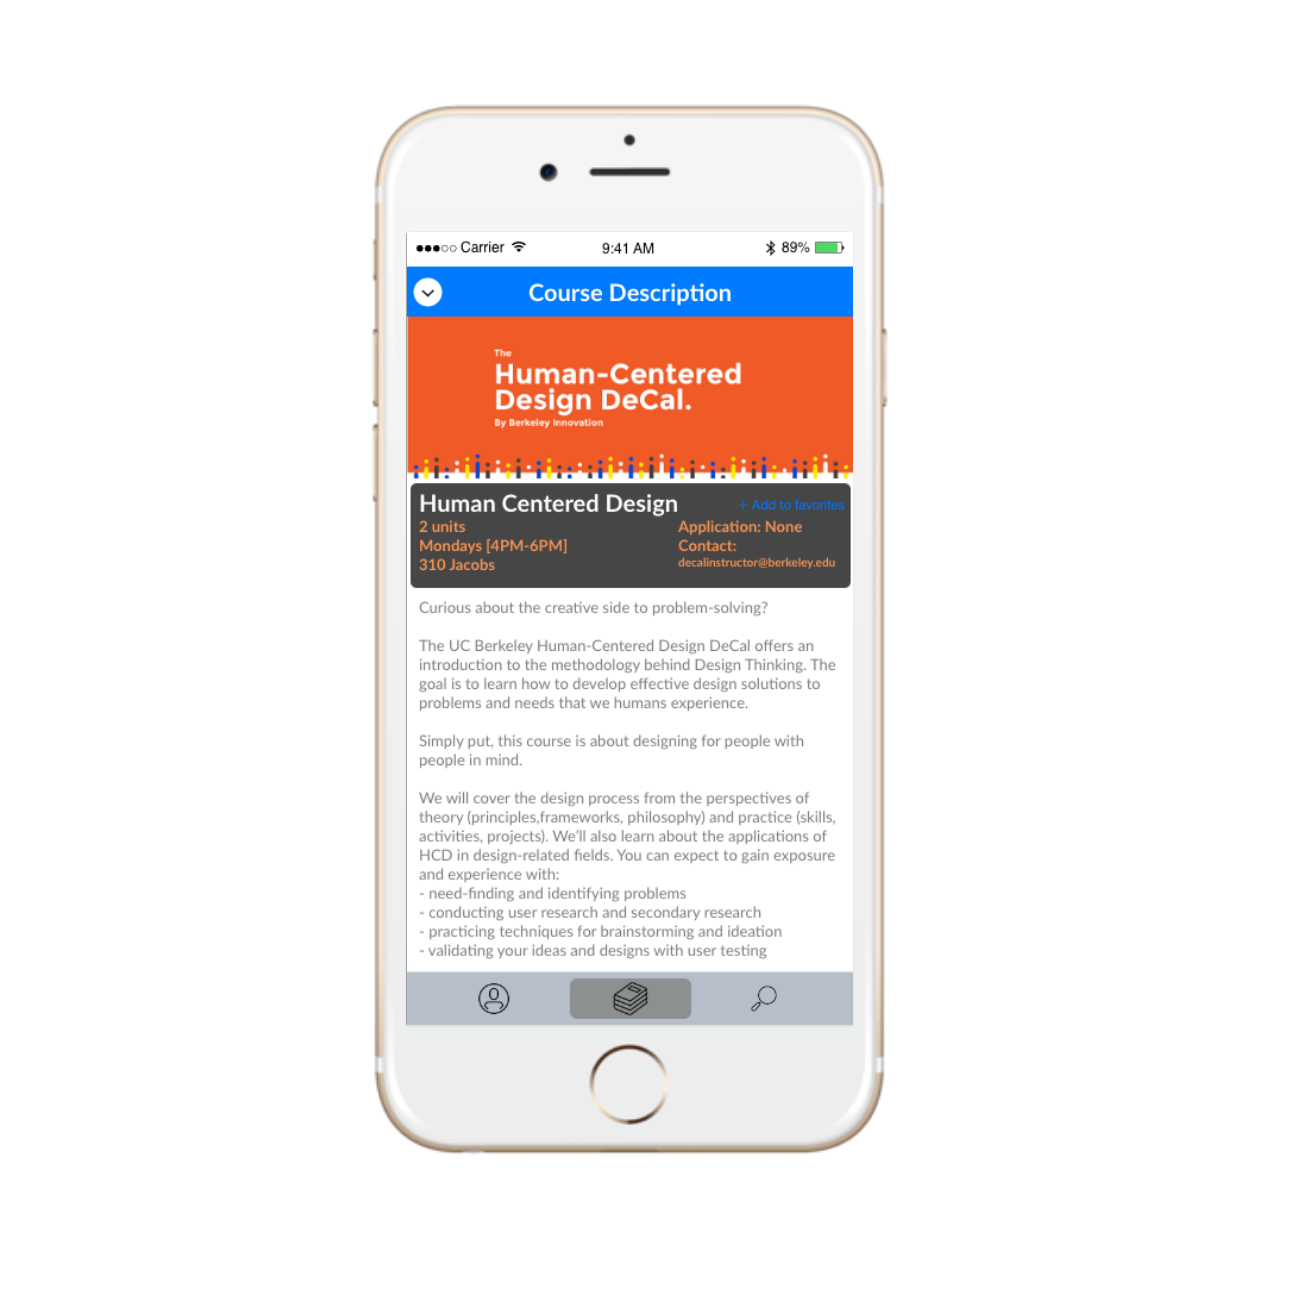 Carrier 9:41 AM 89%
Course Description
The
Human-Centered
Design DeCal.
By Berkeley Innovation
Human Centered Design + Add to favorites
2 units Application: None
Mondays [4PM-6PM] Contact:
310 Jacobs decalinstructor@berkeley.edu
Curious about the creative side to problem-solving?
The UC Berkeley Human-Centered Design DeCal offers an
introduction to the methodology behind Design Thinking. The
goal is to learn how to develop effective design solutions to
problems and needs that we humans experience.
Simply put, this course is about designing for people with
people in mind.
We will cover the design process from the perspectives of
theory (principles,frameworks, philosophy) and practice (skills,
activities, projects). We'll also learn about the applications of
HCD in design-related fields. You can expect to gain exposure
and experience with:
- need-finding and identifying problems
- conducting user research and secondary research
- practicing techniques for brainstorming and ideation
- validating your ideas and designs with user testing